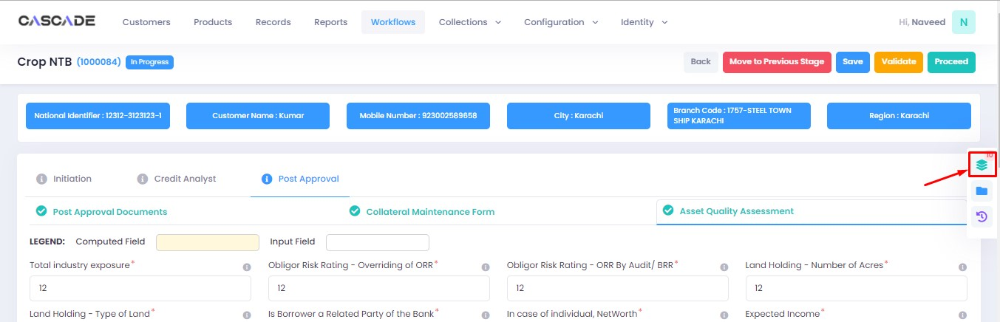 CASCADE Customers Products Records Reports Workflows Collections Configuration Identity Hi, Naveed N
Crop NTB (1000084) In Progress Back Move to Previous Stage Save Validate Proceed
National Identifier : 12312-3123123-1 Customer Name : Kumar Mobile Number : 923002589658 City : Karachi Branch Code : 1757-STEEL TOWN
SHIP KARACHI Region : Karachi
10
Initiation Credit Analyst Post Approval
Post Approval Documents Collateral Maintenance Form Asset Quality Assessment
LEGEND: Computed Field Input Field
Total industry exposure* Obligor Risk Rating - Overriding of ORR* Obligor Risk Rating - ORR By Audit/ BRR* Land Holding - Number of Acres*
12 12 12 12
Land Holding - Type of Land* Is Borrower a Related Party of the Bank* In case of individual, NetWorth* Expected Income*